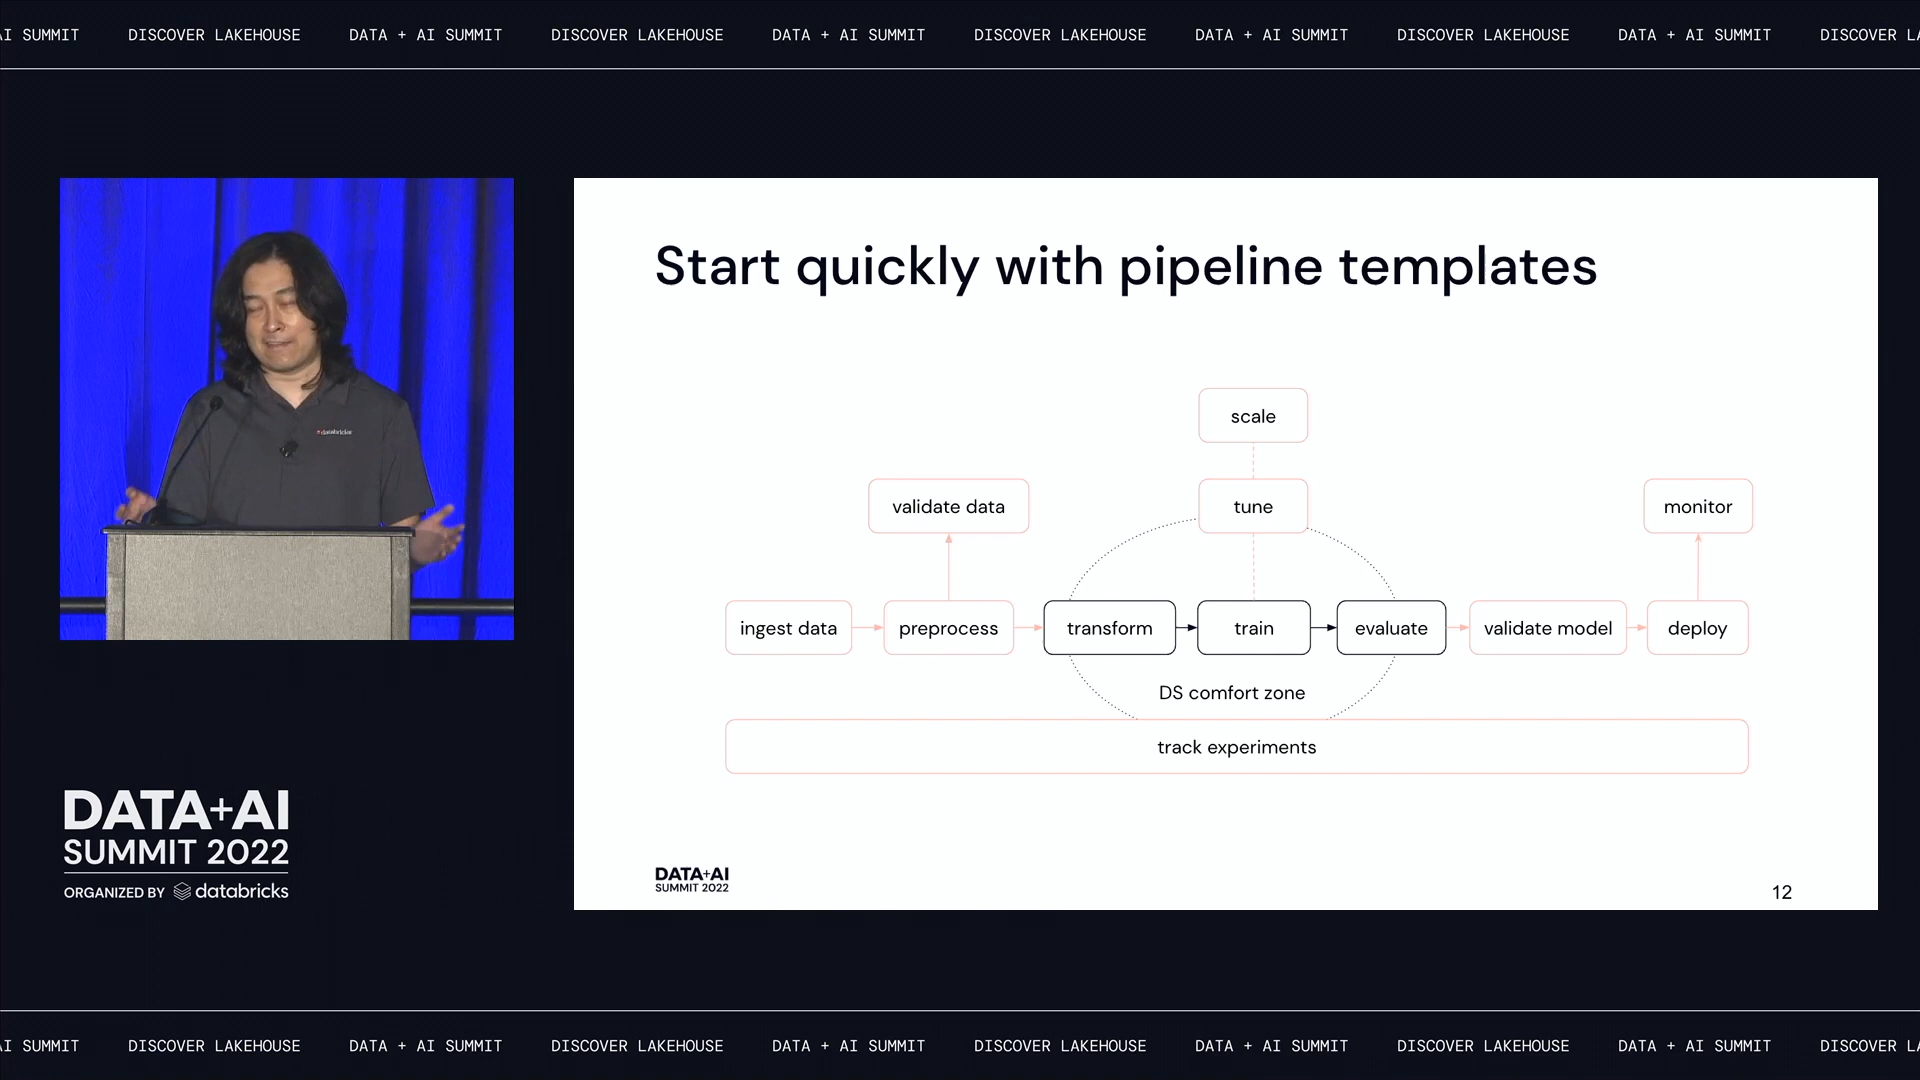 AI SUMMIT DISCOVER LAKEHOUSE DATA + AI SUMMIT DISCOVER LAKEHOUSE DATA + AI SUMMIT DISCOVER LAKEHOUSE DATA + AI SUMMIT DISCOVER LAKEHOUSE DATA + AI SUMMIT DISCOVER LA
databricks
Start quickly with pipeline templates
scale
validate data
tune
monitor
ingest data
preprocess
transform
train
evaluate
validate model
deploy
DS comfort zone
track experiments
DATA+AI
SUMMIT 2022
12
DATA+AI
SUMMIT 2022
ORGANIZED BY databricks
AI SUMMIT DISCOVER LAKEHOUSE DATA + AI SUMMIT DISCOVER LAKEHOUSE DATA + AI SUMMIT DISCOVER LAKEHOUSE DATA + AI SUMMIT DISCOVER LAKEHOUSE DATA + AI SUMMIT DISCOVER LA